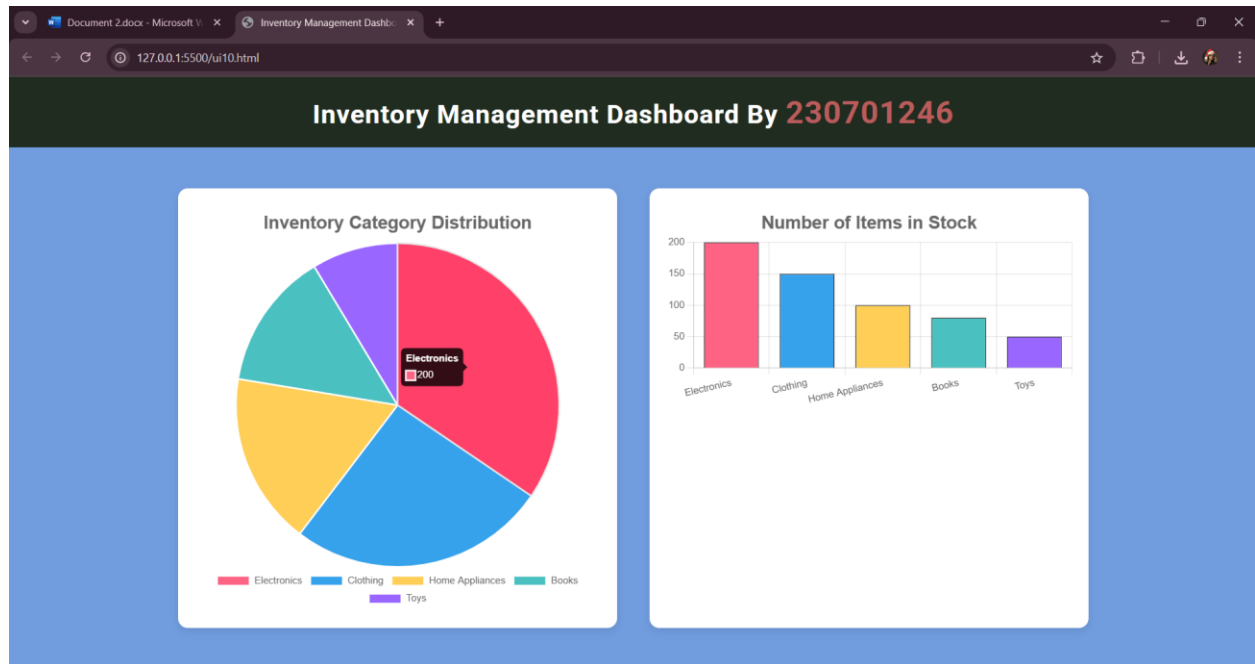 Document 2.docx - Microsoft W
Inventory Management Dashbo
127.0.0.1:5500/ui10.html
Inventory Management Dashboard By 230701246
Inventory Category Distribution
Electronics
200
Electronics Clothing Home Appliances Books
Toys
Number of Items in Stock
200
150
100
50
0
Electronics Clothing Home Appliances Books Toys